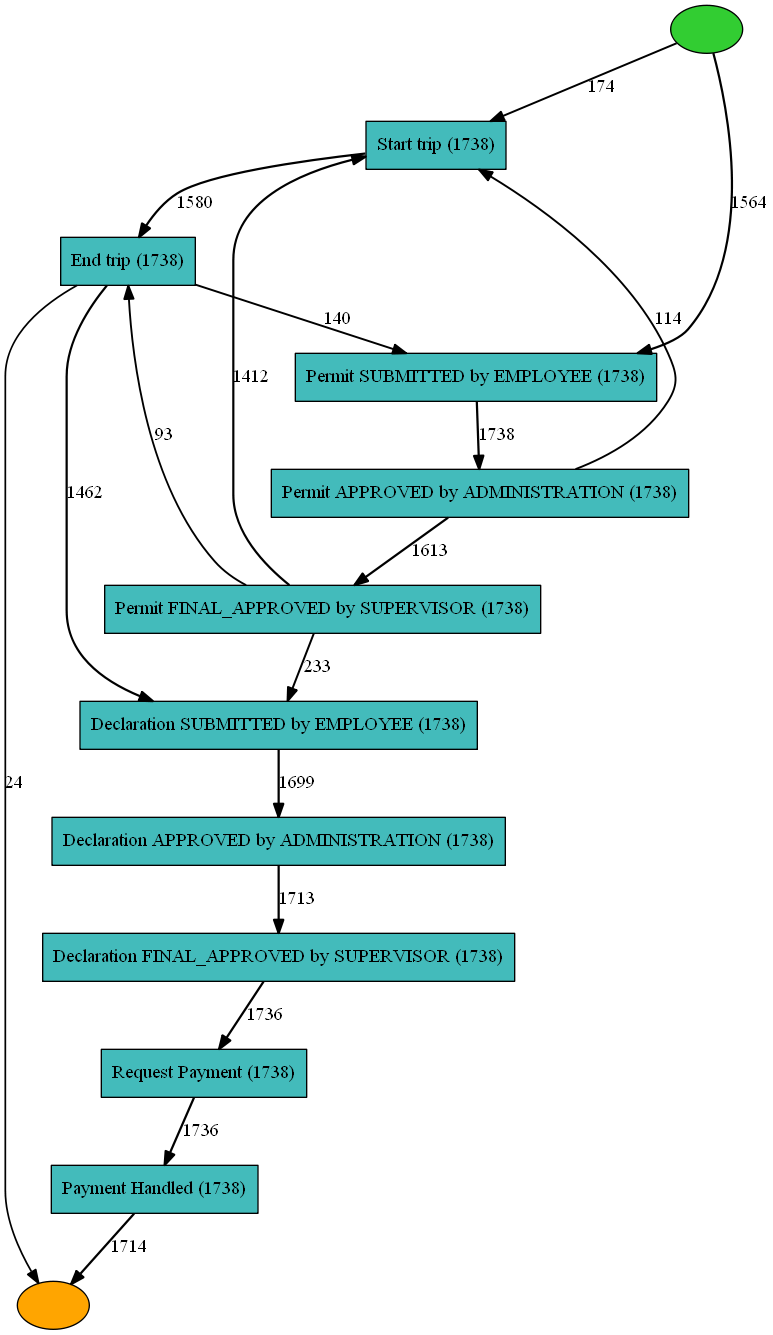 174
Start trip (1738)
1580
1564
End trip (1738)
140
114
Permit SUBMITTED by EMPLOYEE (1738)
1412
93
1738
1462
Permit APPROVED by ADMINISTRATION (1738)
1613
Permit FINAL_APPROVED by SUPERVISOR (1738)
233
Declaration SUBMITTED by EMPLOYEE (1738)
24
1699
Declaration APPROVED by ADMINISTRATION (1738)
1713
Declaration FINAL_APPROVED by SUPERVISOR (1738)
1736
Request Payment (1738)
1736
Payment Handled (1738)
1714